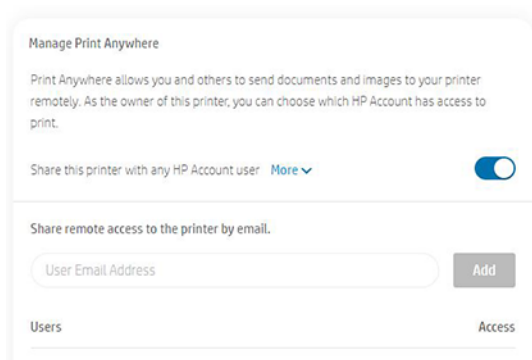 Manage Print Anywhere
Print Anywhere allows you and others to send documents and images to your printer
remotely. As the owner of this printer, you can choose which HP Account has access to
print.
Share this printer with any HP Account user More
Share remote access to the printer by email.
User Email Address Add
Users Access